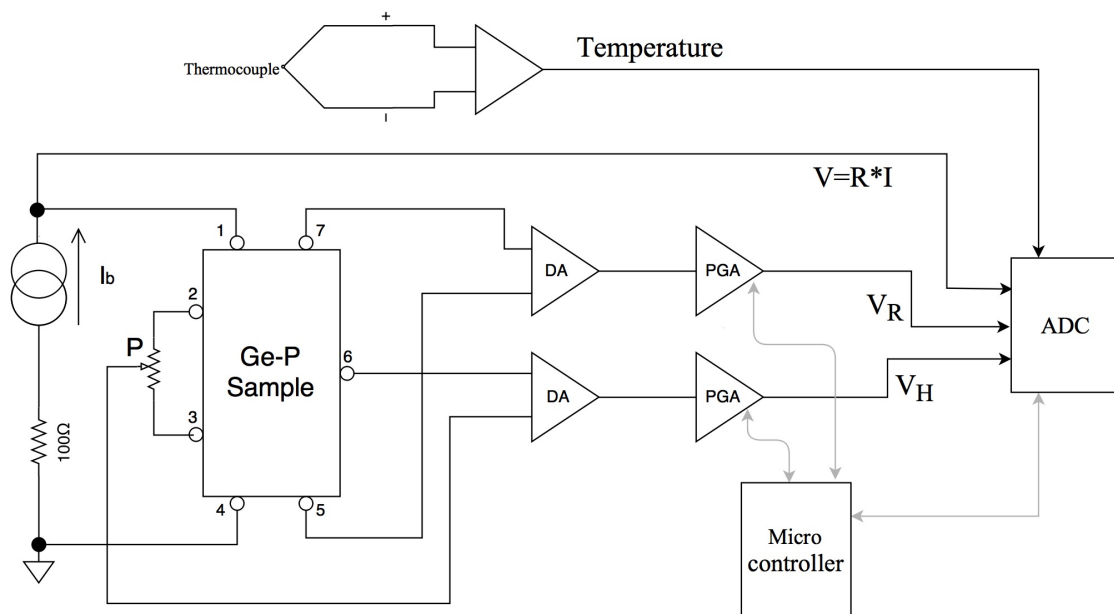 +
Temperature
Thermocouple
−
V=R*I
1
7
Ib
DA
PGA
2
VR
P
ADC
Ge-P
Sample
6
DA
PGA
VH
3
100Ω
4
5
Micro
controller